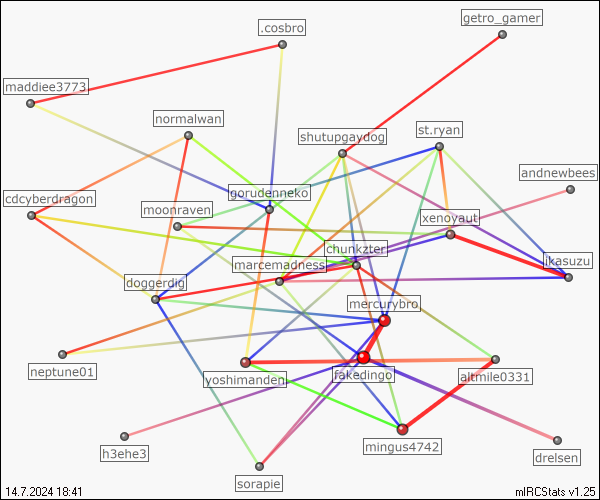 getro_gamer
.cosbro
maddiee3773
normalwan
shutupgaydog
st.ryan
andnewbees
cdcyberdragon
gorudenneko
moonraven
xenoyaut
chunkzter
marcemadness
ikasuzu
doggerdig
mercurybro
neptune01
yoshimanden
fakedingo
altmile0331
h3ehe3
mingus4742
drelsen
sorapie
14.7.2024 18:41
mIRCStats v1.25